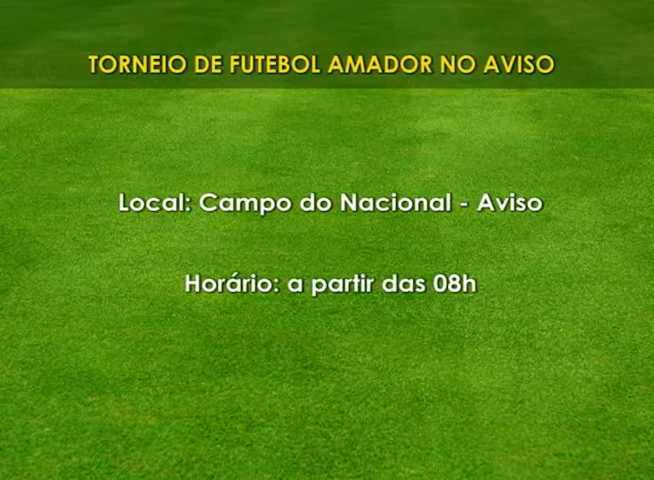 TORNEIO DE FUTEBOL AMADOR NO AVISO
Local: Campo do Nacional - Aviso
Horário: a partir das 08h